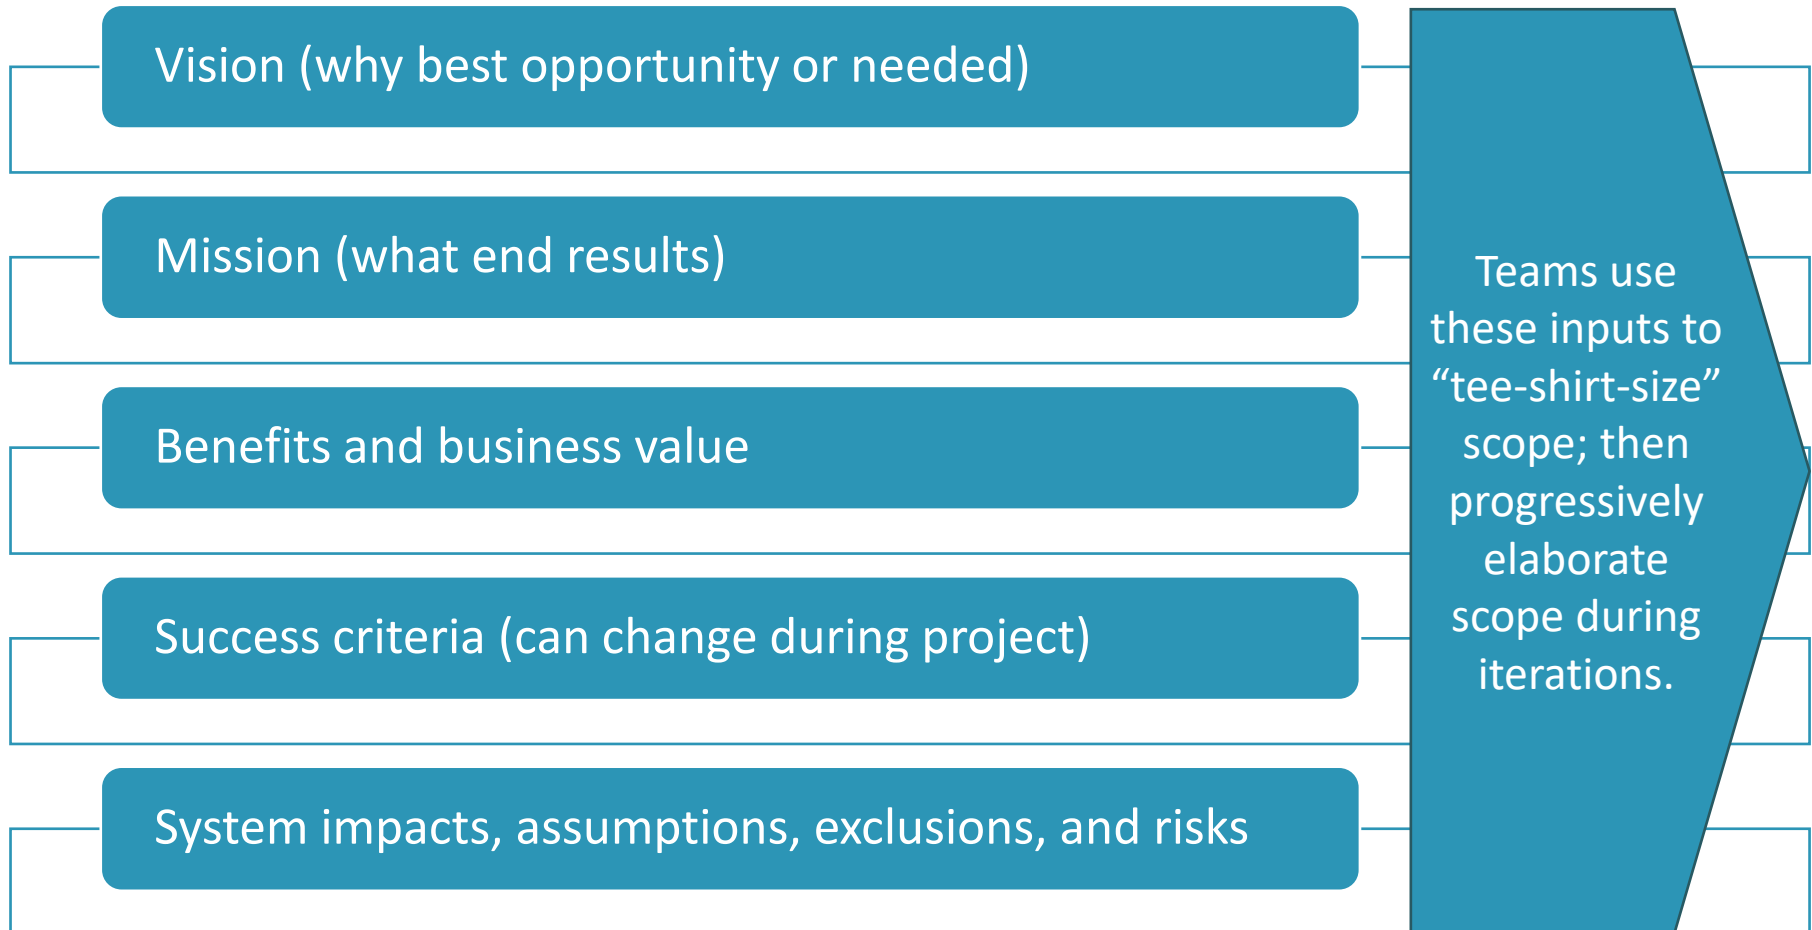 Vision (why best opportunity or needed)
Mission (what end results)
Benefits and business value
Success criteria (can change during project)
System impacts, assumptions, exclusions, and risks
Teams use
these inputs to
“tee-shirt-size”
scope; then
progressively
elaborate
scope during
iterations.